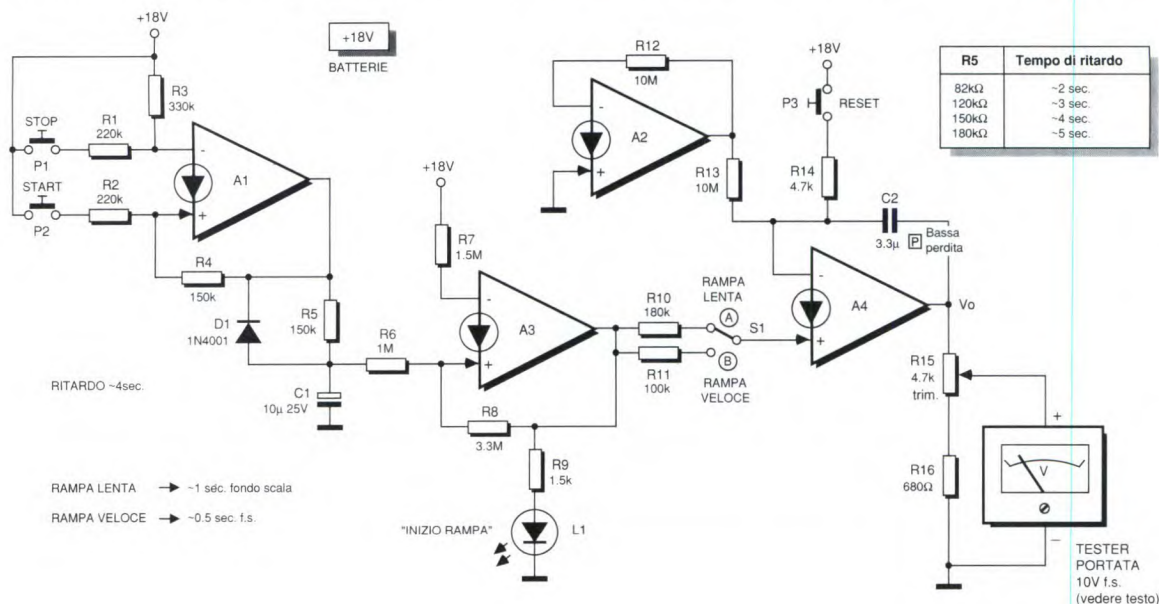 +18V
R3
330k
STOP
P1
R1
220k
START
P2
R2
220k
-
+
A1
R4
150k
D1
1N4001
R5
150k
RITARDO ~4sec.
C1
10µ 25V
RAMPA LENTA → ~1 sec. fondo scala
RAMPA VELOCE → ~0.5 sec. f.s.
+18V
BATTERIE
+18V
R7
1.5M
R6
1M
-
+
A3
R8
3.3M
R9
1.5k
"INIZIO RAMPA"
L1
R12
10M
-
+
A2
R13
10M
R10
180k
R11
100k
RAMPA
LENTA
A
S1
B
RAMPA
VELOCE
+18V
P3
RESET
R14
4.7k
C2
3.3µ
P
Bassa
perdita
-
+
A4
Vo
R15
4.7k
trim.
R16
680Ω
+
V
-
TESTER
PORTATA
10V f.s.
(vedere testo)
R5 Tempo di ritardo
82kΩ ~2 sec.
120kΩ ~3 sec.
150kΩ ~4 sec.
180kΩ ~5 sec.